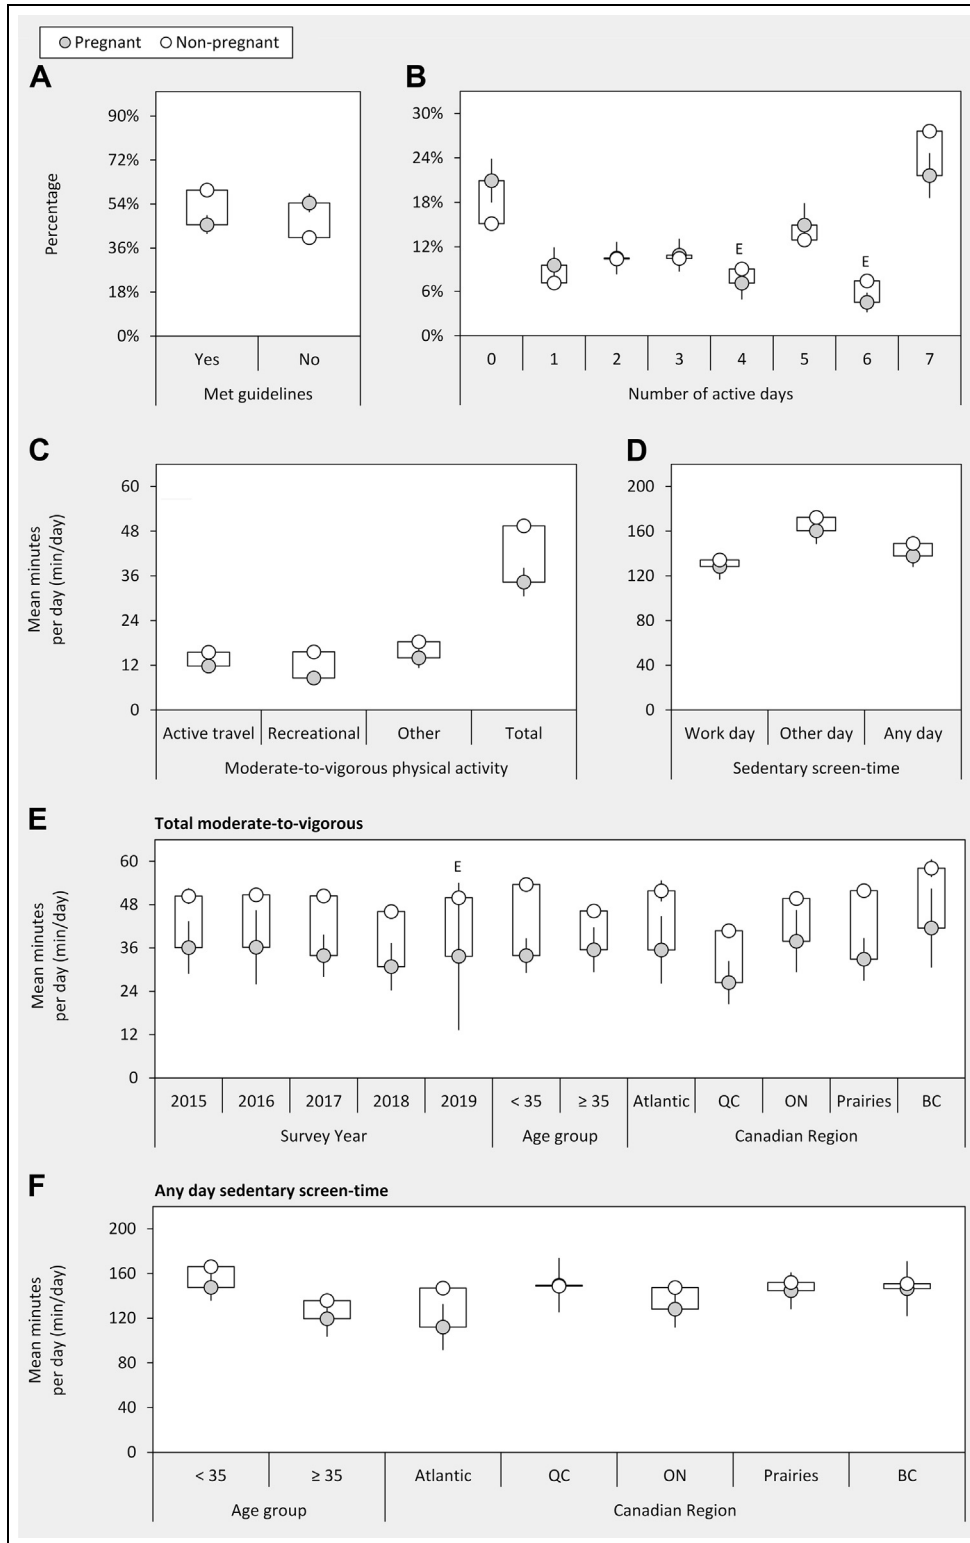 Pregnant Non-pregnant
A
Percentage
90%
72%
54%
36%
18%
0%
Yes No
Met guidelines
B
30%
24%
18%
12%
6%
0%
E
E
0 1 2 3 4 5 6 7
Number of active days
C
Mean minutes
per day (min/day)
60
48
36
24
12
0
Active travel Recreational Other Total
Moderate-to-vigorous physical activity
D
200
160
120
80
40
0
Work day Other day Any day
Sedentary screen-time
E
Total moderate-to-vigorous
Mean minutes
per day (min/day)
60
48
36
24
12
0
E
2015 2016 2017 2018 2019 < 35 ≥ 35 Atlantic QC ON Prairies BC
Survey Year Age group Canadian Region
F
Any day sedentary screen-time
Mean minutes
per day (min/day)
200
160
120
80
40
0
< 35 ≥ 35 Atlantic QC ON Prairies BC
Age group Canadian Region